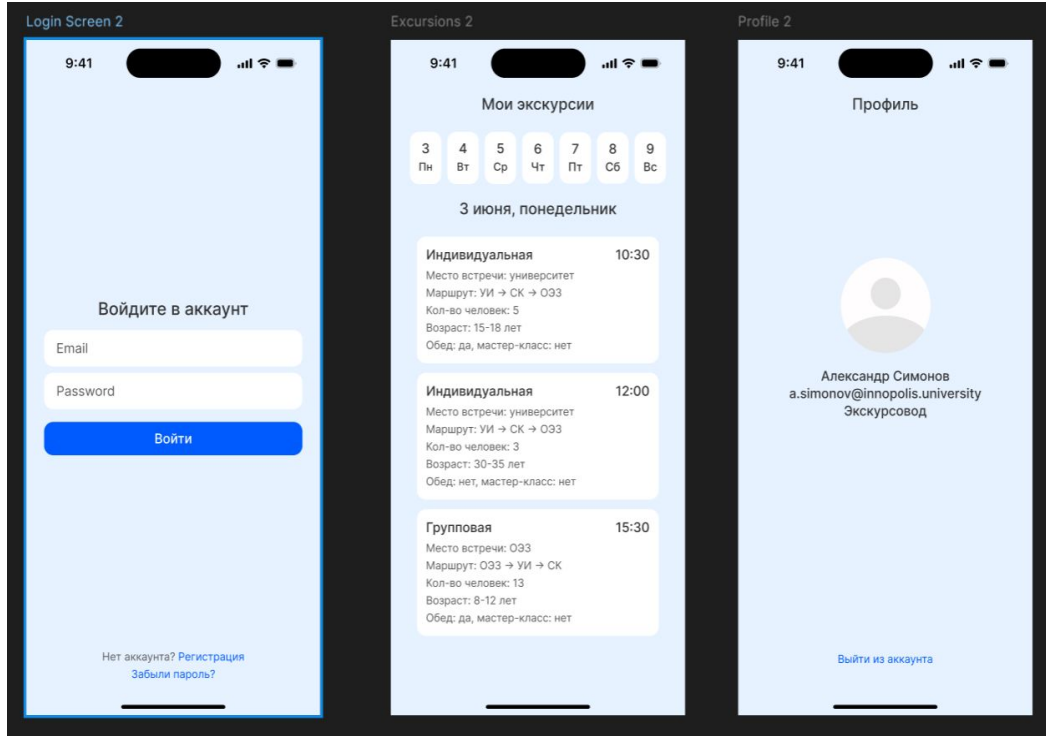 Login Screen 2
9:41
Войдите в аккаунт
Email
Password
Войти
Нет аккаунта? Регистрация
Забыли пароль?
Excursions 2
9:41
Мои экскурсии
3 4 5 6 7 8 9
Пн Вт Ср Чт Пт Сб Вс
3 июня, понедельник
Индивидуальная 10:30
Место встречи: университет
Маршрут: УИ → СК → ОЭЗ
Кол-во человек: 5
Возраст: 15-18 лет
Обед: да, мастер-класс: нет
Индивидуальная 12:00
Место встречи: университет
Маршрут: УИ → СК → ОЭЗ
Кол-во человек: 3
Возраст: 30-35 лет
Обед: нет, мастер-класс: нет
Групповая 15:30
Место встречи: ОЭЗ
Маршрут: ОЭЗ → УИ → СК
Кол-во человек: 13
Возраст: 8-12 лет
Обед: да, мастер-класс: нет
Profile 2
9:41
Профиль
Александр Симонов
a.simonov@innopolis.university
Экскурсовод
Выйти из аккаунта